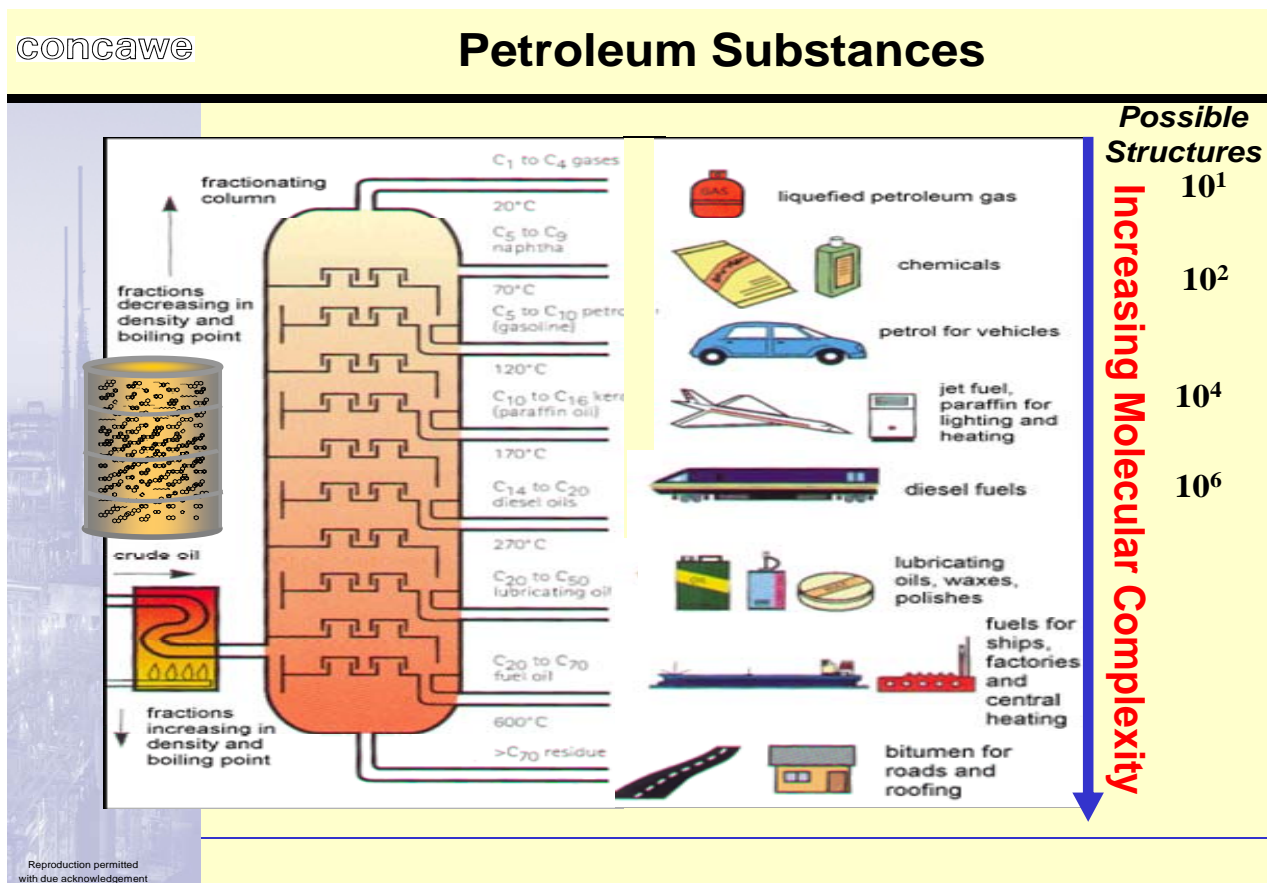 concawe
Petroleum Substances
Possible
Structures
fractionating
column
fractions
decreasing in
density and
boiling point
crude oil
fractions
increasing in
density and
boiling point
C₁ to C₄ gases
20°C
C₅ to C₉
naphtha
70°C
C₅ to C₁₀ petro
(gasoline)
120°C
C₁₀ to C₁₆ ker
(paraffin oil)
170°C
C₁₄ to C₂₀
diesel oils
270°C
C₂₀ to C₅₀
lubricating oil
C₂₀ to C₇₀
fuel oil
600°C
>C₇₀ residue
GAS
liquefied petroleum gas
chemicals
petrol for vehicles
jet fuel,
paraffin for
lighting and
heating
diesel fuels
OIL
lubricating
oils, waxes,
polishes
fuels for
ships,
factories
and
central
heating
bitumen for
roads and
roofing
Increasing Molecular Complexity
10¹
10²
10⁴
10⁶
Reproduction permitted
with due acknowledgement